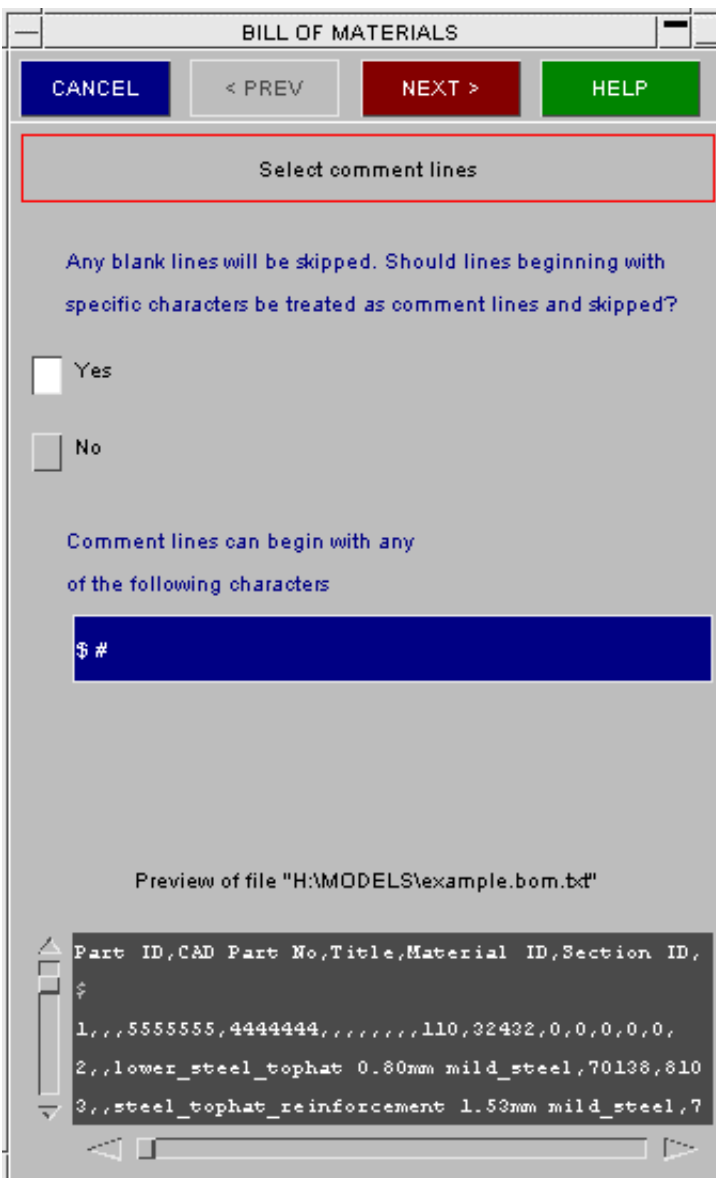 BILL OF MATERIALS
CANCEL
< PREV
NEXT >
HELP
Select comment lines
Any blank lines will be skipped. Should lines beginning with
specific characters be treated as comment lines and skipped?
Yes
No
Comment lines can begin with any
of the following characters
$ #
Preview of file "H:\MODELS\example.bom.txt"
Part ID,CAD Part No,Title,Material ID,Section ID,
$
1,,,5555555,4444444,,,,,,,,110,32432,0,0,0,0,0,
2,,lower_steel_tophat 0.80mm mild_steel,70138,810
3,,steel_tophat_reinforcement 1.53mm mild_steel,7